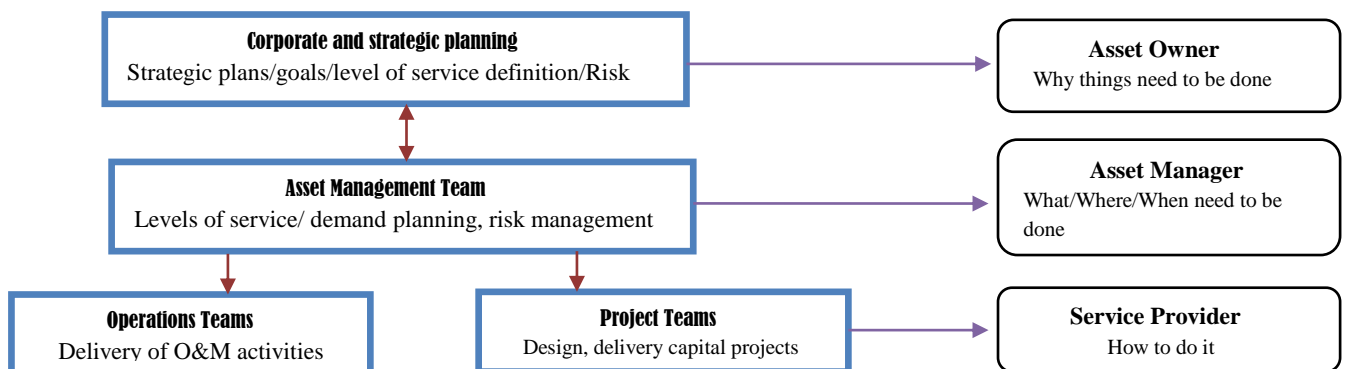 Corporate and strategic planning
Strategic plans/goals/level of service definition/Risk
Asset Owner
Why things need to be done
Asset Management Team
Levels of service/ demand planning, risk management
Asset Manager
What/Where/When need to be
done
Operations Teams
Delivery of O&M activities
Project Teams
Design, delivery capital projects
Service Provider
How to do it